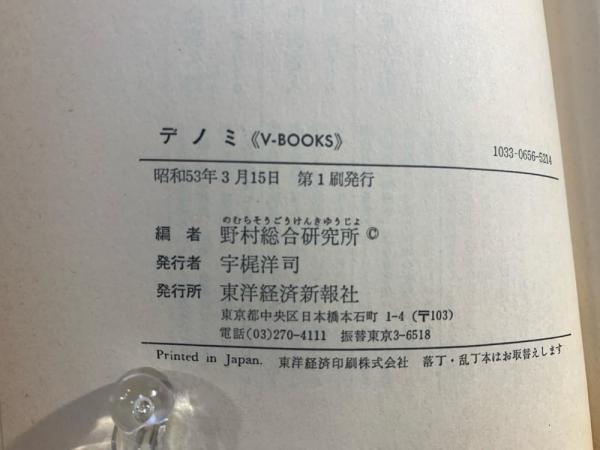 デノミ《V-BOOKS》
1033-0656-5214
昭和53年3月15日 第1刷発行
のむらそうごうけんきゆうじよ
編者 野村総合研究所 ©
発行者 宇梶洋司
発行所 東洋経済新報社
東京都中央区日本橋本石町 1-4 (〒103)
電話(03)270-4111 振替東京3-6518
Printed in Japan. 東洋経済印刷株式会社 落丁・乱丁本はお取替えします